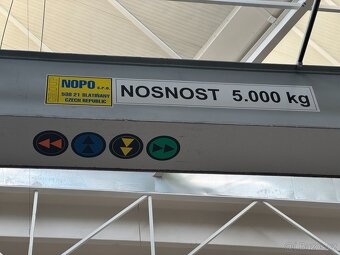 NOPO s.r.o.
538 21 SLATIŇANY
CZECH REPUBLIC
NOSNOST 5.000 kg